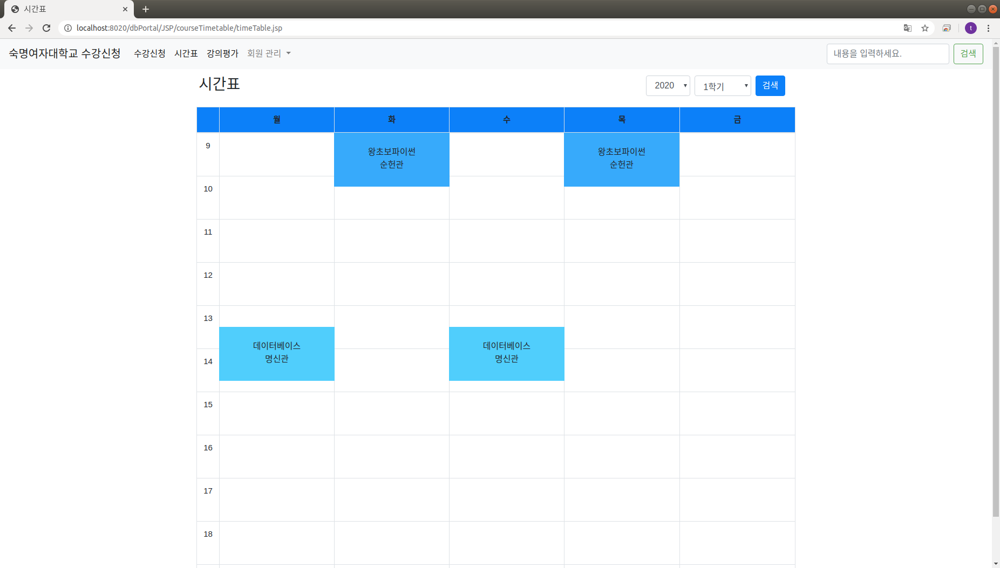 시간표
localhost:8020/dbPortal/JSP/courseTimetable/timeTable.jsp
t
숙명여자대학교 수강신청 수강신청 시간표 강의평가 회원 관리 내용을 입력하세요. 검색
시간표 2020 1학기 검색
월 화 수 목 금
9
왕초보파이썬
순헌관
왕초보파이썬
순헌관
10
11
12
13
데이터베이스
명신관
데이터베이스
명신관
14
15
16
17
18